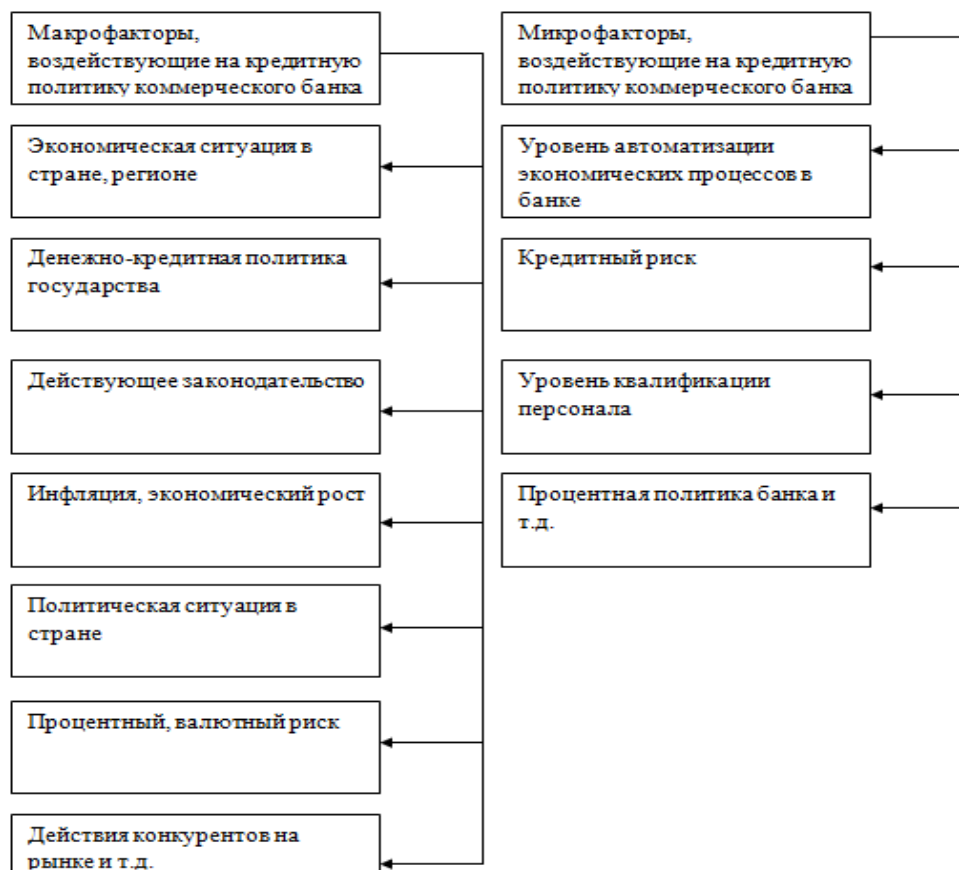 Макрофакторы,
воздействующие на кредитную
политику коммерческого банка
Экономическая ситуация в
стране, регионе
Денежно-кредитная политика
государства
Действующее законодательство
Инфляция, экономический рост
Политическая ситуация в
стране
Процентный, валютный риск
Действия конкурентов на
рынке и т.д.
Микрофакторы,
воздействующие на кредитную
политику коммерческого банка
Уровень автоматизации
экономических процессов в
банке
Кредитный риск
Уровень квалификации
персонала
Процентная политика банка и
т.д.